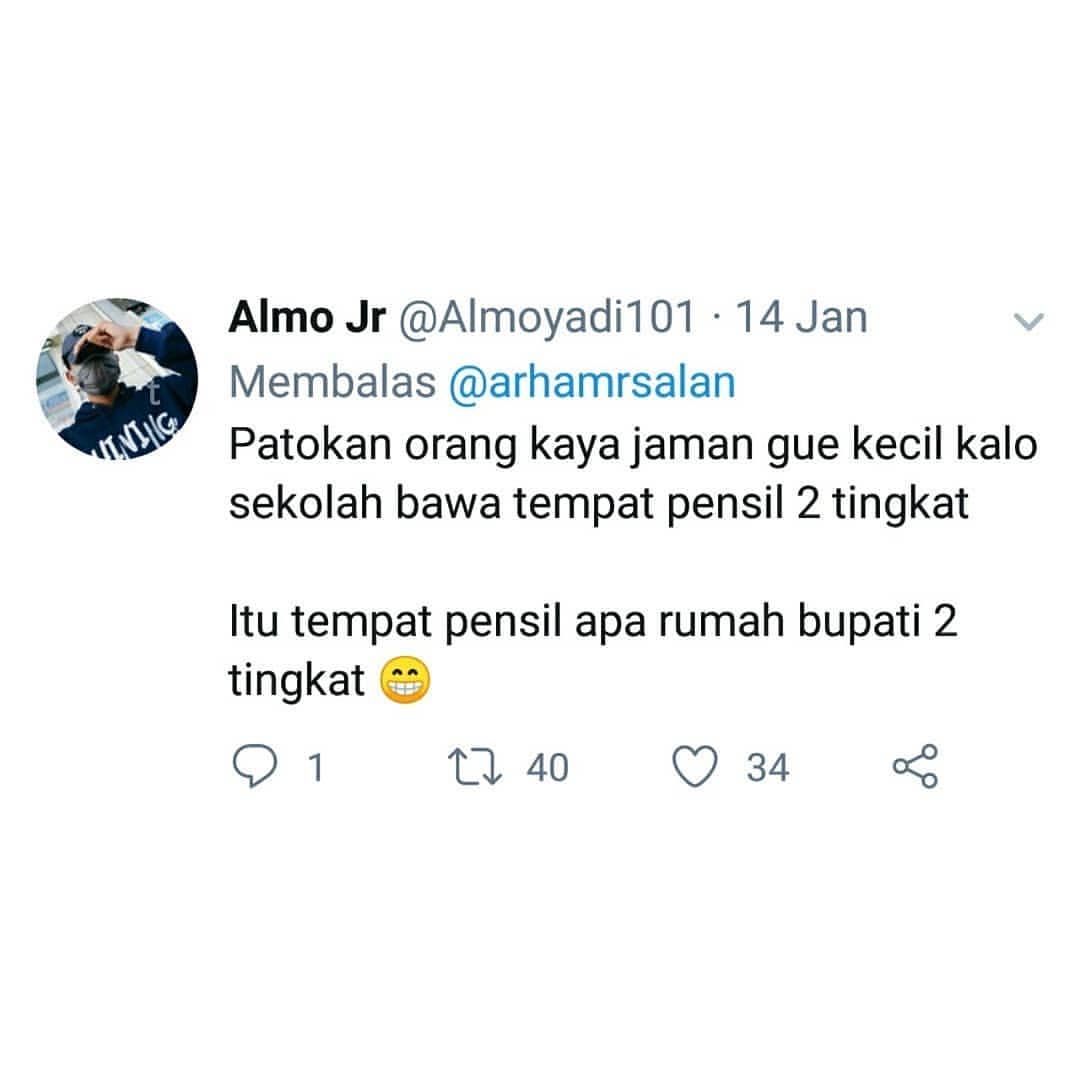 Almo Jr @Almoyadi101 · 14 Jan
Membalas @arhamrsalan
Patokan orang kaya jaman gue kecil kalo
sekolah bawa tempat pensil 2 tingkat
Itu tempat pensil apa rumah bupati 2
tingkat 😁
1 40 34